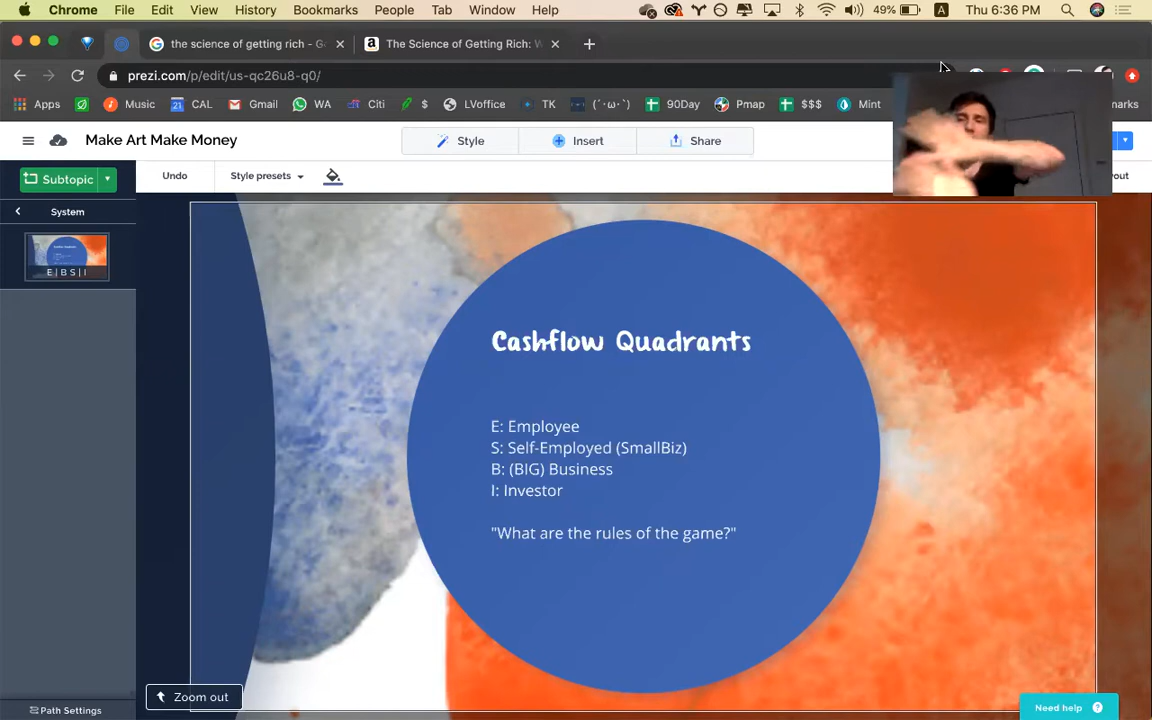 Chrome File Edit View History Bookmarks People Tab Window Help 49% A Thu 6:36 PM
the science of getting rich - G
The Science of Getting Rich: W
prezi.com/p/edit/us-qc26u8-q0/
Apps Music CAL Gmail WA Citi $ LVoffice TK (´･ω･`) 90Day Pmap $$$ Mint
Make Art Make Money
Style Insert Share
Subtopic
Undo Style presets
System
E|B S|I
Cashflow Quadrants
E: Employee
S: Self-Employed (SmallBiz)
B: (BIG) Business
I: Investor
"What are the rules of the game?"
Zoom out
Path Settings
Need help ?